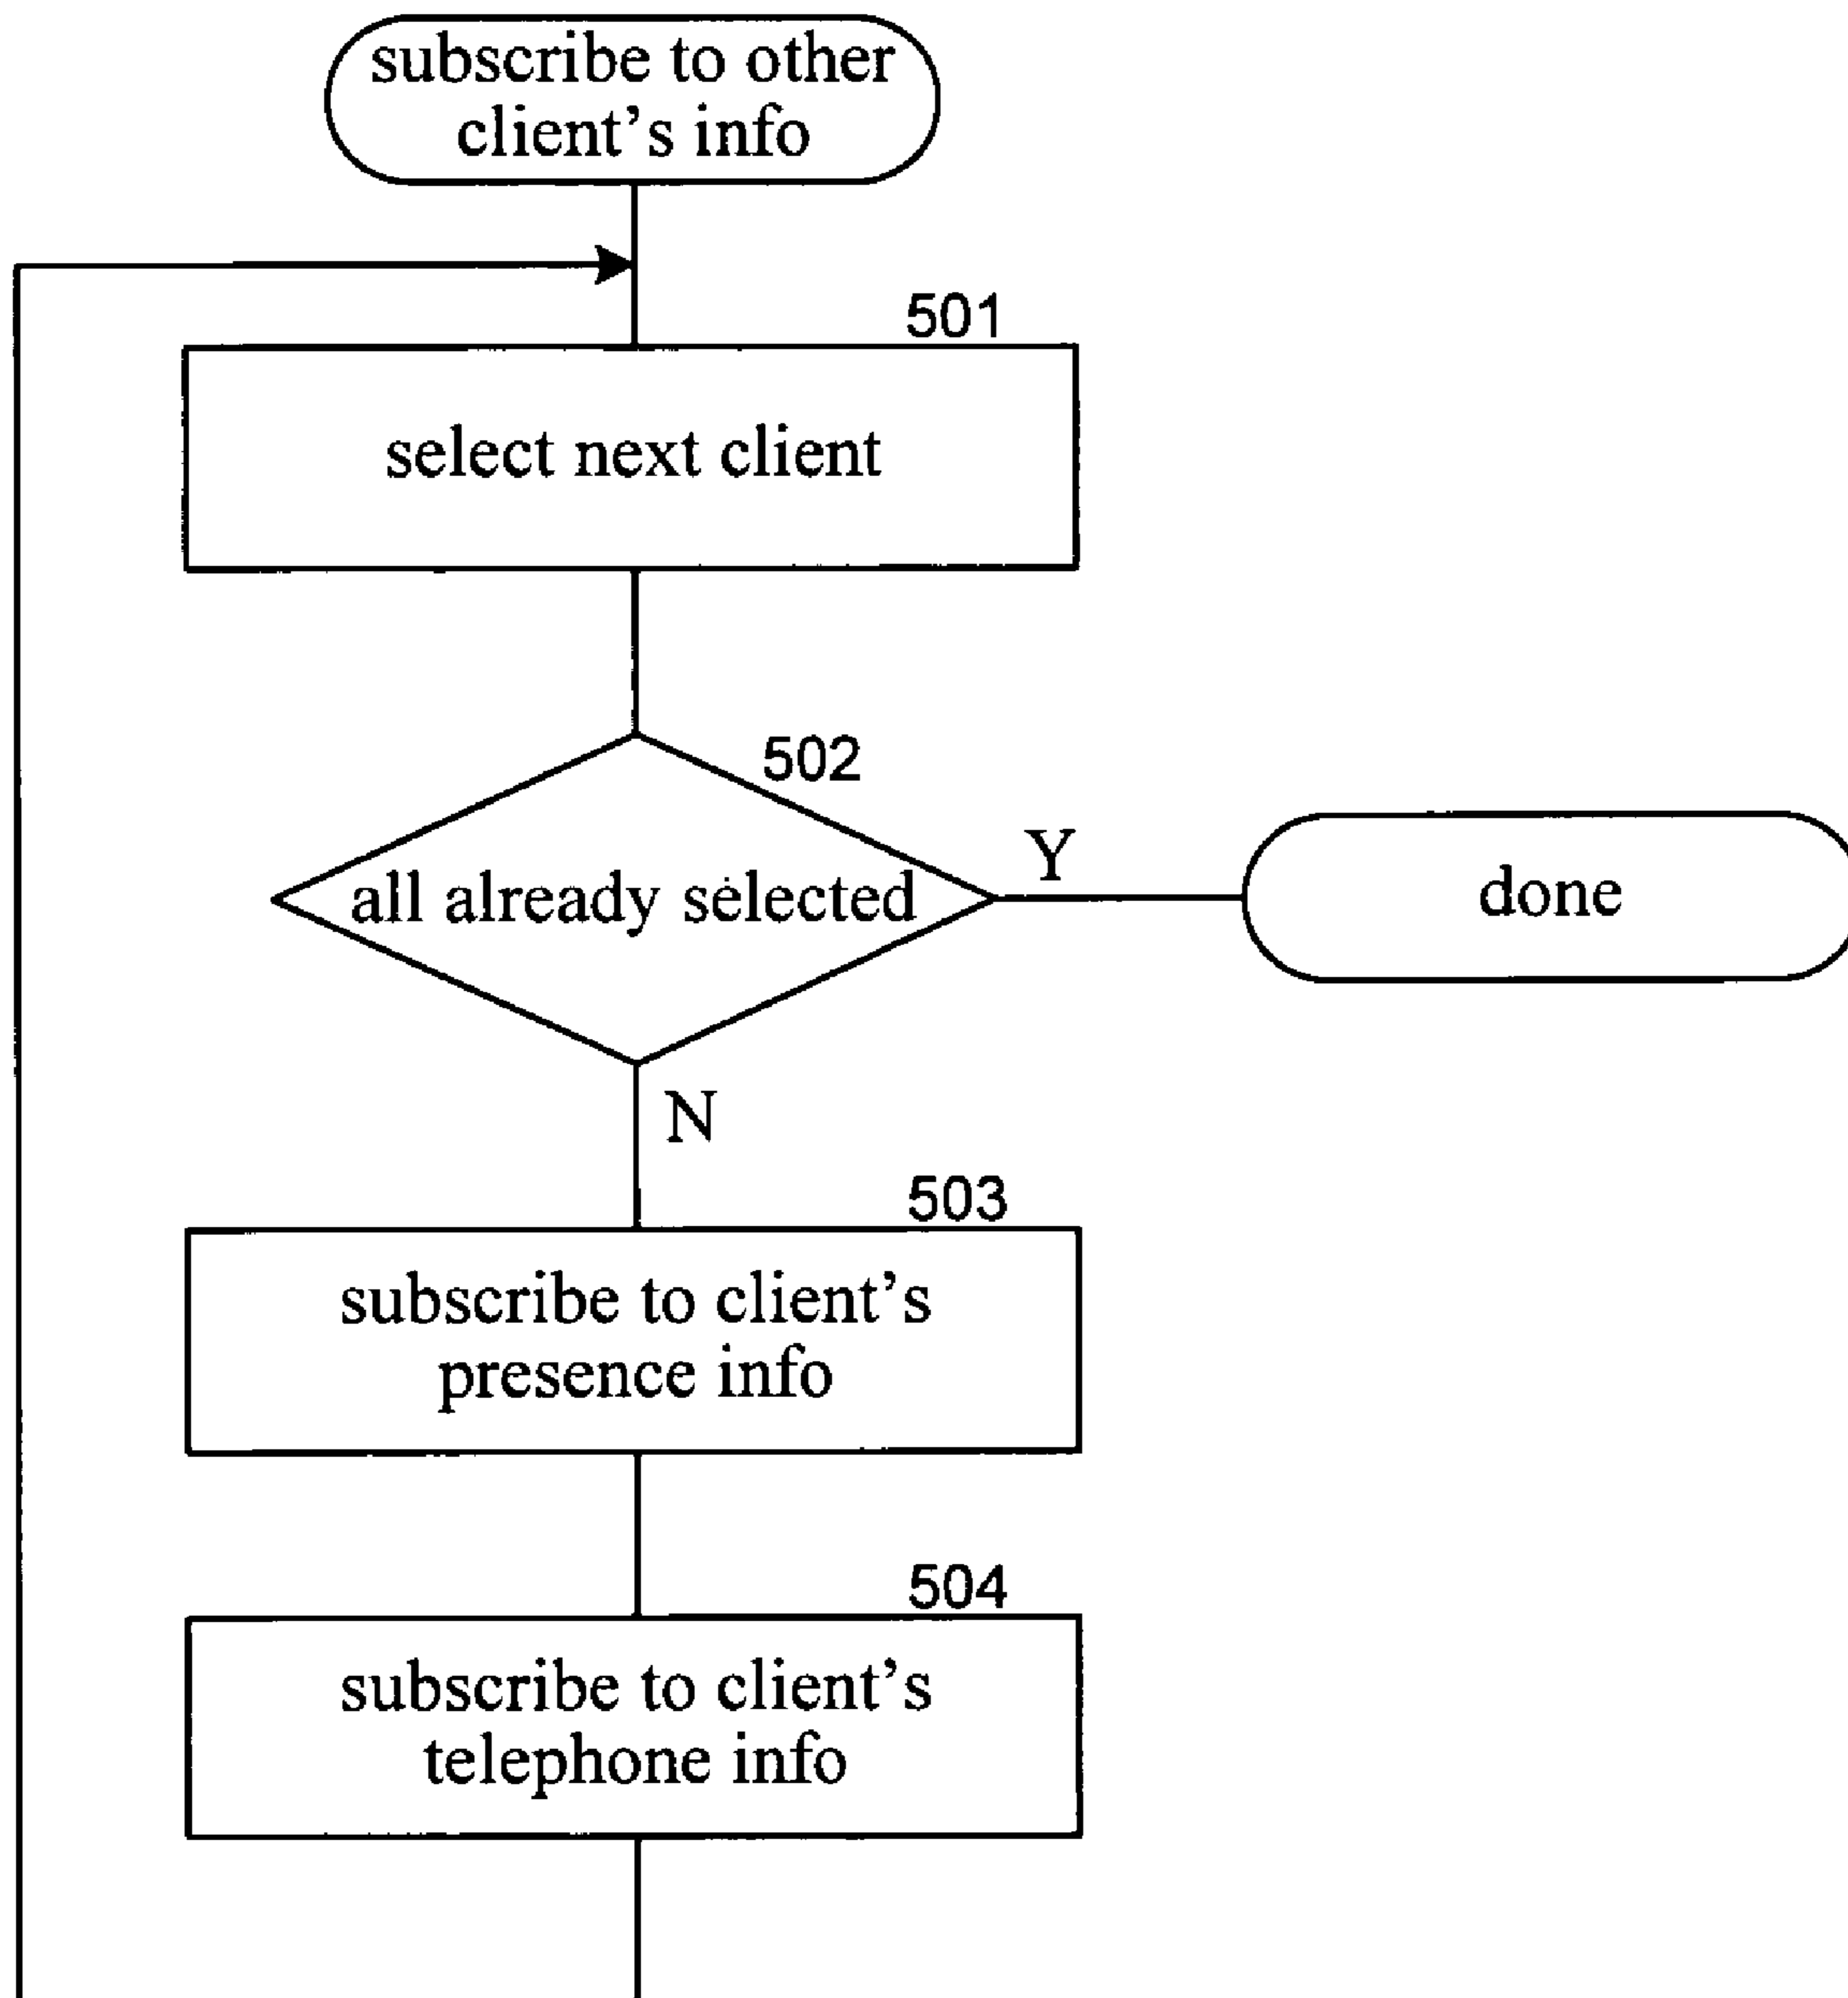 subscribe to other
client's info
501
select next client
502
all already selected
Y
done
N
503
subscribe to client's
presence info
504
subscribe to client's
telephone info